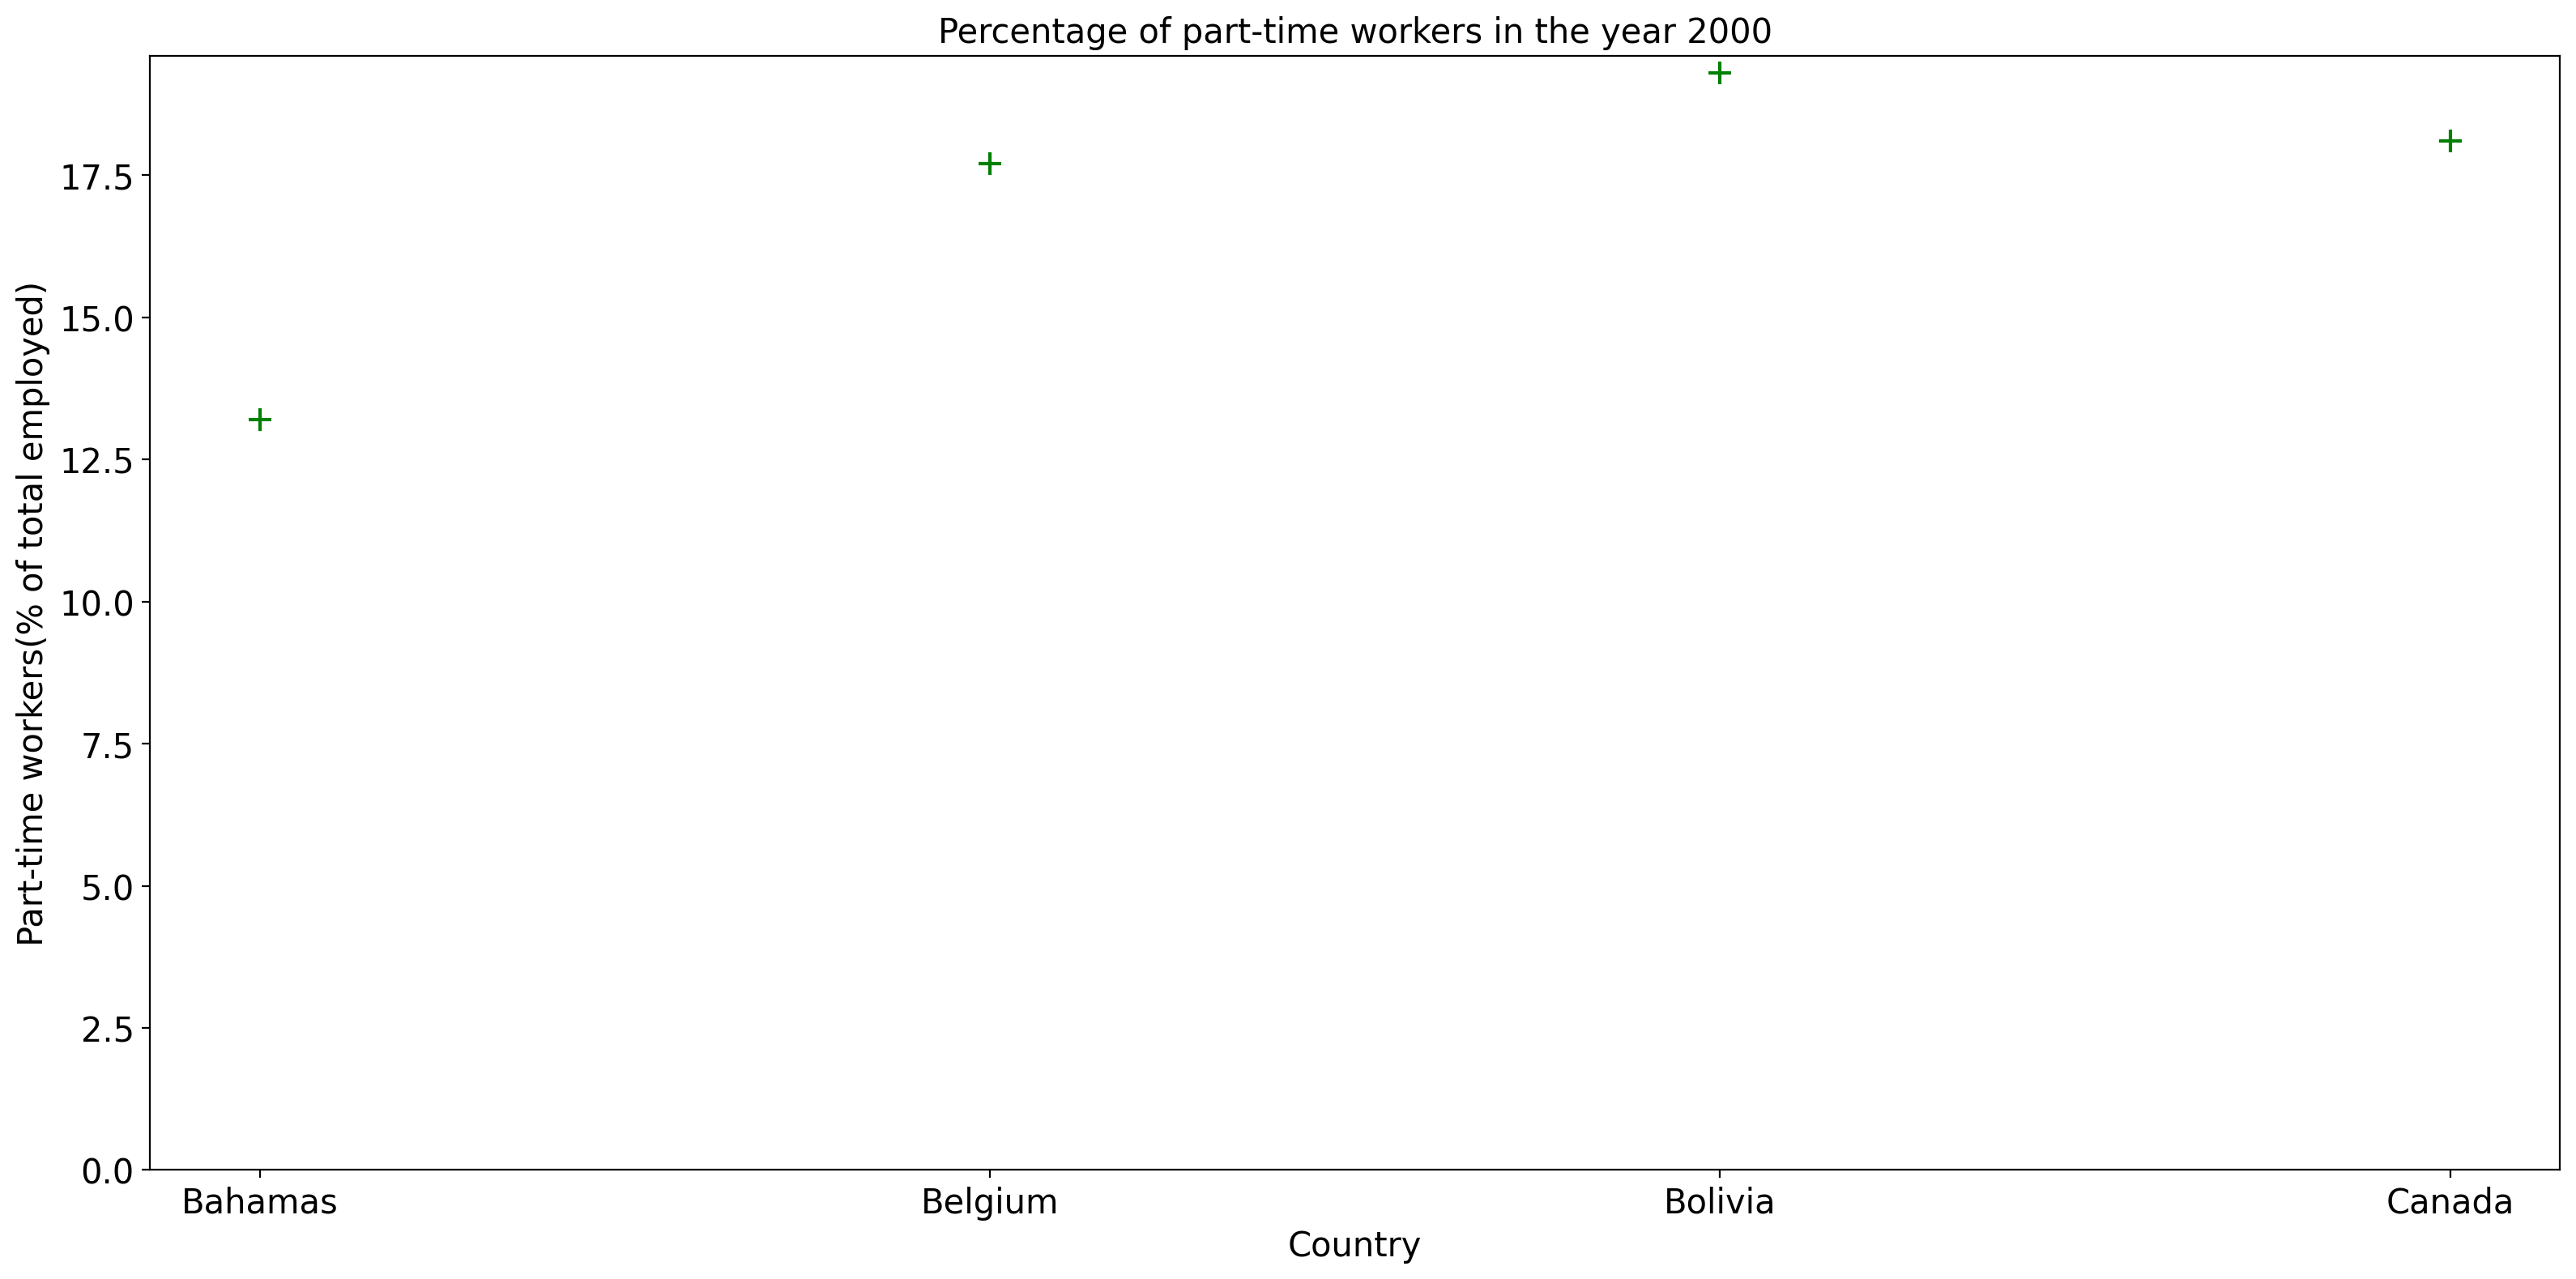 Percentage of part-time workers in the year 2000
Part-time workers(% of total employed)
17.5
15.0
12.5
10.0
7.5
5.0
2.5
0.0
Bahamas Belgium Bolivia Canada
Country